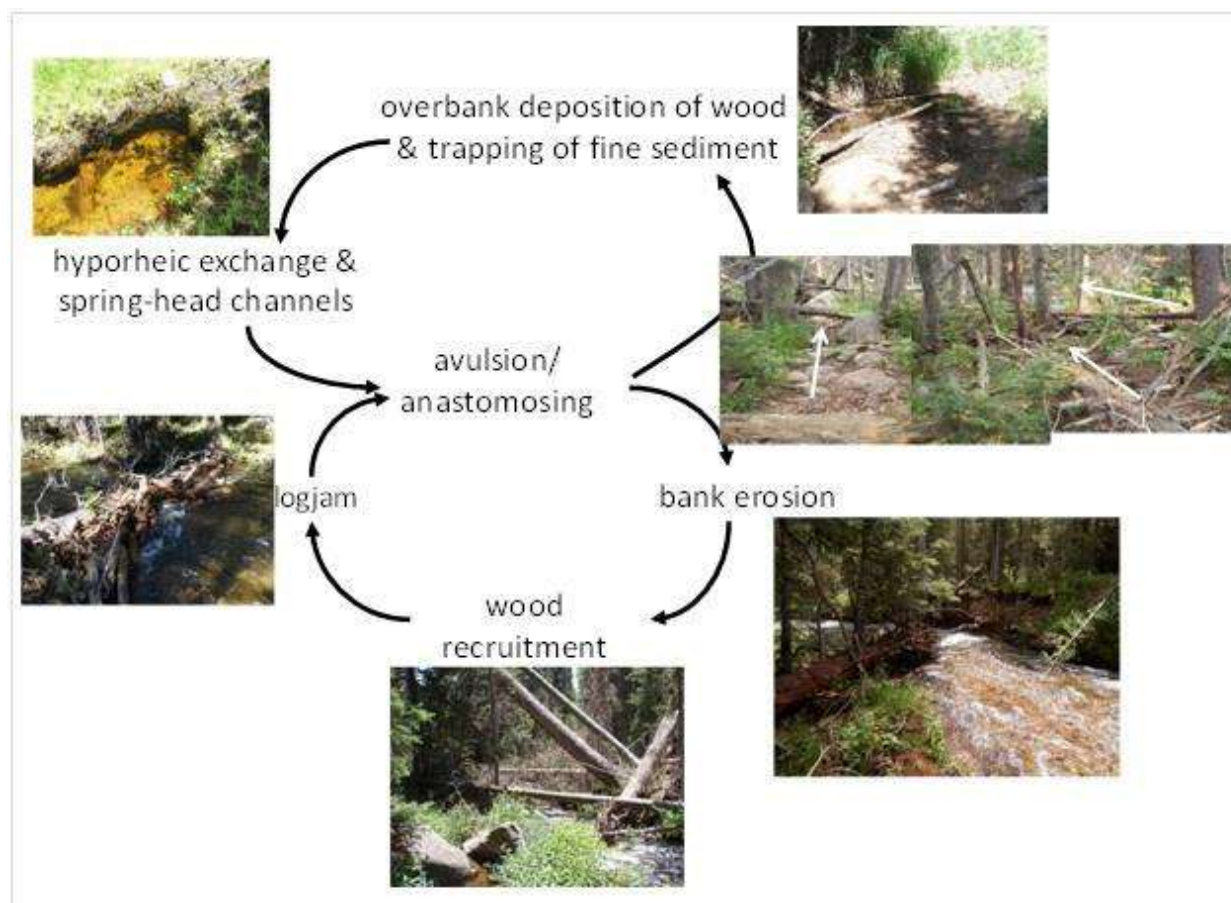 overbank deposition of wood
& trapping of fine sediment
hyporheic exchange &
spring-head channels
avulsion/
anastomosing
logjam
bank erosion
wood
recruitment